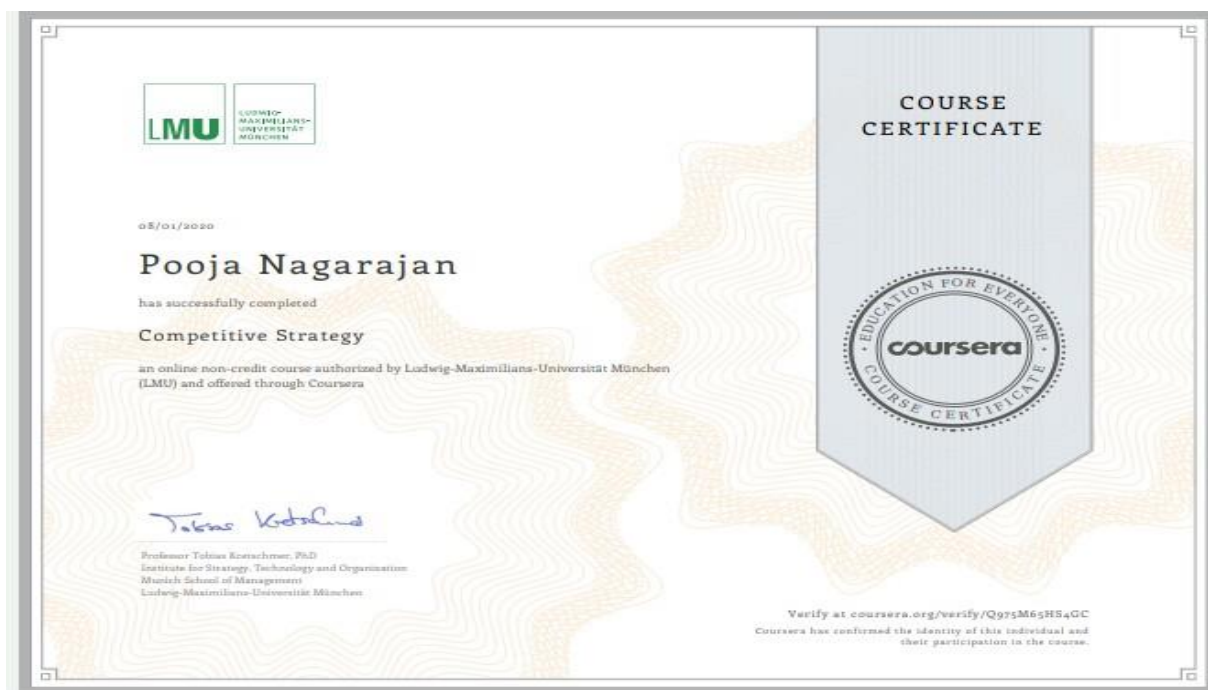 LMU
LUDWIG-
MAXIMILIANS-
UNIVERSITÄT
MÜNCHEN
08/01/2020
Pooja Nagarajan
has successfully completed
Competitive Strategy
an online non-credit course authorized by Ludwig-Maximilians-Universität München
(LMU) and offered through Coursera
Professor Tobias Kretschmer, PhD
Institute for Strategy, Technology and Organization
Munich School of Management
Ludwig-Maximilians-Universität München
COURSE
CERTIFICATE
EDUCATION FOR EVERYONE
coursera
COURSE CERTIFICATE
Verify at coursera.org/verify/Q975M65HS4GC
Coursera has confirmed the identity of this individual and
their participation in the course.